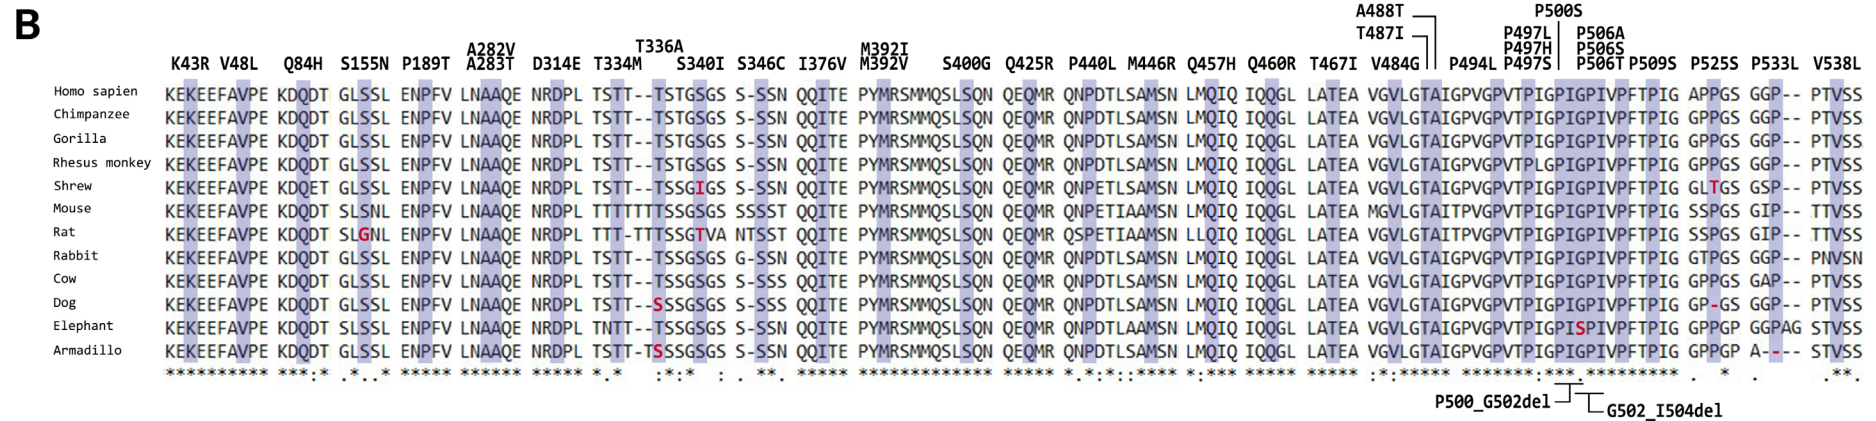 B
A488T P500S
T336A T487I P497L P506A
A282V M392I P497H P506S
K43R V48L Q84H S155N P189T A283T D314E T334M S340I S346C I376V M392V S400G Q425R P440L M446R Q457H Q460R T467I V484G P494L P497S P506T P509S P525S P533L V538L
Homo sapien KEKEEFAVPE KDQDT GLSSL ENPFV LNAAQE NRDPL TSTT--TSTGSGS S-SSN QQITE PYMRSMMQSLSQN QEQMR QNPDTLSAMSN LMQIQ IQQGL LATEA VGVLGTAIGPVGPVTPIGPIGPIVPFTPIG APPGS GGP-- PTVSS
Chimpanzee KEKEEFAVPE KDQDT GLSSL ENPFV LNAAQE NRDPL TSTT--TSTGSGS S-SSN QQITE PYMRSMMQSLSQN QEQMR QNPDTLSAMSN LMQIQ IQQGL LATEA VGVLGTAIGPVGPVTPIGPIGPIVPFTPIG GPPGS GGP-- PTVSS
Gorilla KEKEEFAVPE KDQDT GLSSL ENPFV LNAAQE NRDPL TSTT--TSTGSGS S-SSN QQITE PYMRSMMQSLSQN QEQMR QNPDTLSAMSN LMQIQ IQQGL LATEA VGVLGTAIGPVGPVTPIGPIGPIVPFTPIG GPPGS GGP-- PTVSS
Rhesus monkey KEKEEFAVPE KDQDT GLSSL ENPFV LNAAQE NRDPL TSTT--TSTGSGS S-SSN QQITE PYMRSMMQSLSQN QEQMR QNPDTLSAMSN LMQIQ IQQGL LATEA VGVLGTAIGPVGPVTPLGPIGPIVPFTPIG GPPGS GGP-- PTVSS
Shrew KEKEEFAVPE KDQET GLSSL ENPFV LNAAQE NRDPL TSTT--TSSGIGS S-SSN QQITE PYMRSMMQSLSQN QEQMR QNPETLSAMSN LMQIQ IQQGL LATEA VGVLGTAIGPVGPVTPIGPIGPIVPFTPIG GLTGS GSP-- PTVSS
Mouse KEKEEFAVPE KDQDT SLSNL ENPFV LNAAQE NRDPL TTTTTTTSSGSGS SSSST QQITE PYMRSMMQSLSQN QEQMR QNPETIAAMSN LMQIQ IQQGL LATEA MGVLGTAITPVGPVTPIGPIGPIVPFTPIG SSPGS GIP-- TTVSS
Rat KEKEEFAVPE KDQDT SLGNL ENPFV LNAAQE NRDPL TTT-TTTSSGTVA NTSST QQITE PYMRSMMQSLSQN QEQMR QSPETIAAMSN LLQIQ IQQGL LATEA VGVLGTAITPVGPVTPIGPIGPIVPFTPIG SSPGS GIP-- TTVSS
Rabbit KEKEEFAVPE KDQDT GLSSL ENPFV LNAAQE NRDPL TSTT--TSSGSGS G-SSN QQITE PYMRSMMQSLSQN QEQMR QNPDTLSAMSN LMQIQ IQQGL LATEA VGVLGTAIGPVGPVTPIGPIGPIVPFTPIG GTPGS GGP-- PNVSN
Cow KEKEEFAVPE KDQDT GLSSL ENPFV LNAAQE NRDPL TSTT--TSSGSGS S-SSS QQITE PYMRSMMQSLSQN QEQMR QNPDTLSAMSN LMQIQ IQQGL LATEA VGVLGTAIGPVGPVTPIGPIGPIVPFTPIG GPPGS GAP-- PTVSS
Dog KEKEEFAVPE KDQDT GLSSL ENPFV LNAAQE NRDPL TSTT--SSSGSGS S-SSS QQITE PYMRSMMQSLSQN QEQMR QNPDTLSAMSN LMQIQ IQQGL LATEA VGVLGTAIGPVGPVTPIGPIGPIVPFTPIG GP-GS GGP-- PTVSS
Elephant KEKEEFAVPE KDQDT GLSSL ENPFV LNAAQE NRDPL TNTT--TSSGSGS S-SSN QQITE PYMRSMMQSLSQN QEQMR QNPDTLAAMSN LMQIQ IQQGL LATEA VGVLGTAIGPVGPVTPIGPISPIVPFTPIG GPPGP GGPAG STVSS
Armadillo KEKEEFAVPE KDQDT GLSSL ENPFV LNAAQE NRDPL TSTT-TSSSGSGS S-SSN QQITE PYMRSMMQSLSQN QEQMR QNPDTLSAMSN LMQIQ IQQGL LATEA VGVLGTAIGPVGPVTPIGPIGPIVPFTPIG GPPGP A---- STVSS
********** ***:* .*..* ***** ****** ***** *.* :*:* : . **. ***** ************* ***** *.**:*::*** *:*** ***** ***** :*:***** *********:***.********* . * . .**.
P500_G502del
G502_I504del